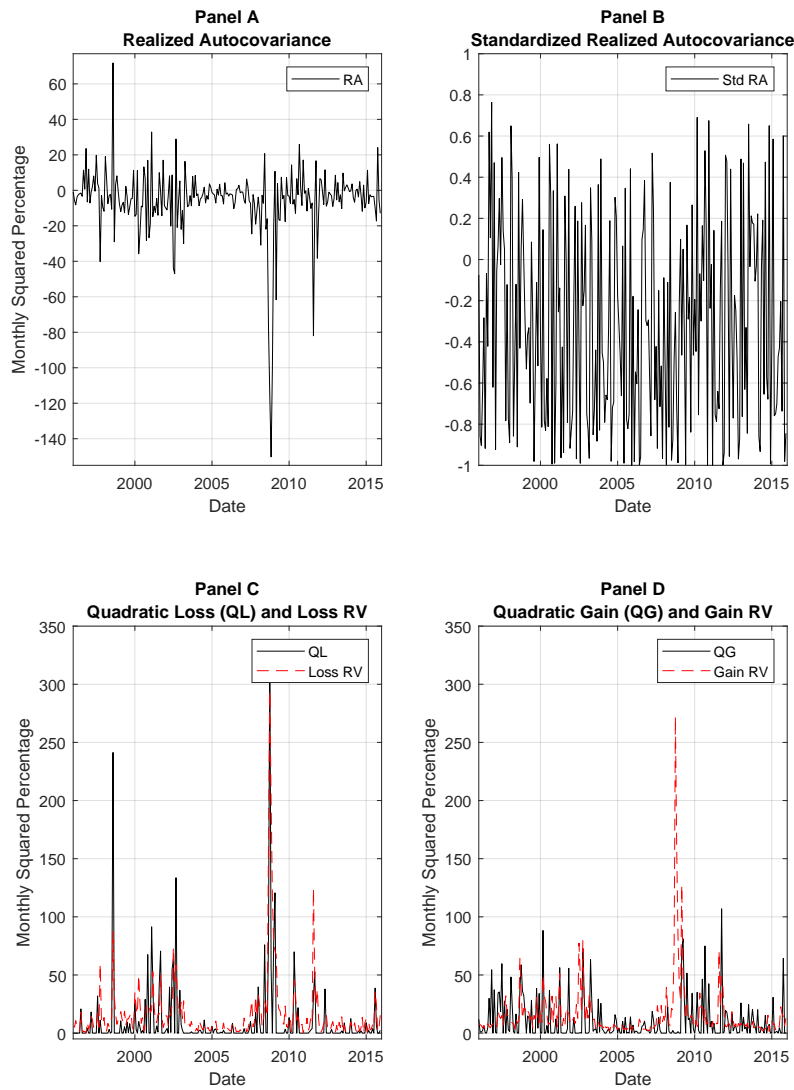 Panel A
Realized Autocovariance
RA
60
40
20
0
-20
-40
-60
-80
-100
-120
-140
Monthly Squared Percentage
2000
2005
2010
2015
Date
Panel B
Standardized Realized Autocovariance
Std RA
1
0.8
0.6
0.4
0.2
0
-0.2
-0.4
-0.6
-0.8
-1
2000
2005
2010
2015
Date
Panel C
Quadratic Loss (QL) and Loss RV
QL
Loss RV
350
300
250
200
150
100
50
0
Monthly Squared Percentage
2000
2005
2010
2015
Date
Panel D
Quadratic Gain (QG) and Gain RV
QG
Gain RV
350
300
250
200
150
100
50
0
Monthly Squared Percentage
2000
2005
2010
2015
Date